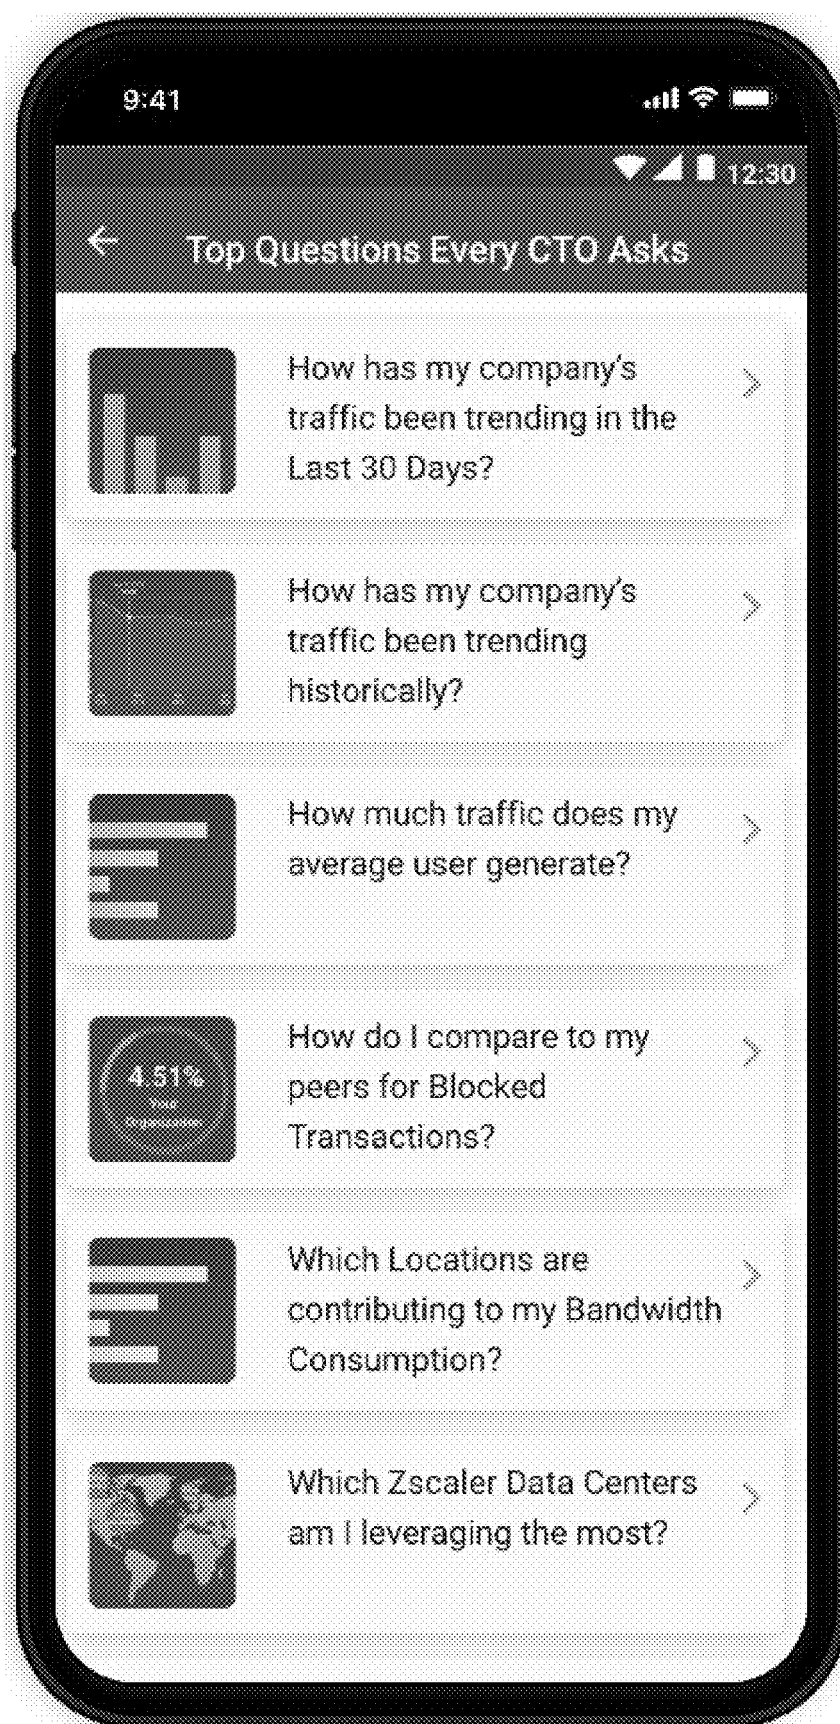 9:41
12:30
Top Questions Every CTO Asks
How has my company's
traffic been trending in the
Last 30 Days?
How has my company's
traffic been trending
historically?
How much traffic does my
average user generate?
4.51%
Your
Organization
How do I compare to my
peers for Blocked
Transactions?
Which Locations are
contributing to my Bandwidth
Consumption?
Which Zscaler Data Centers
am I leveraging the most?